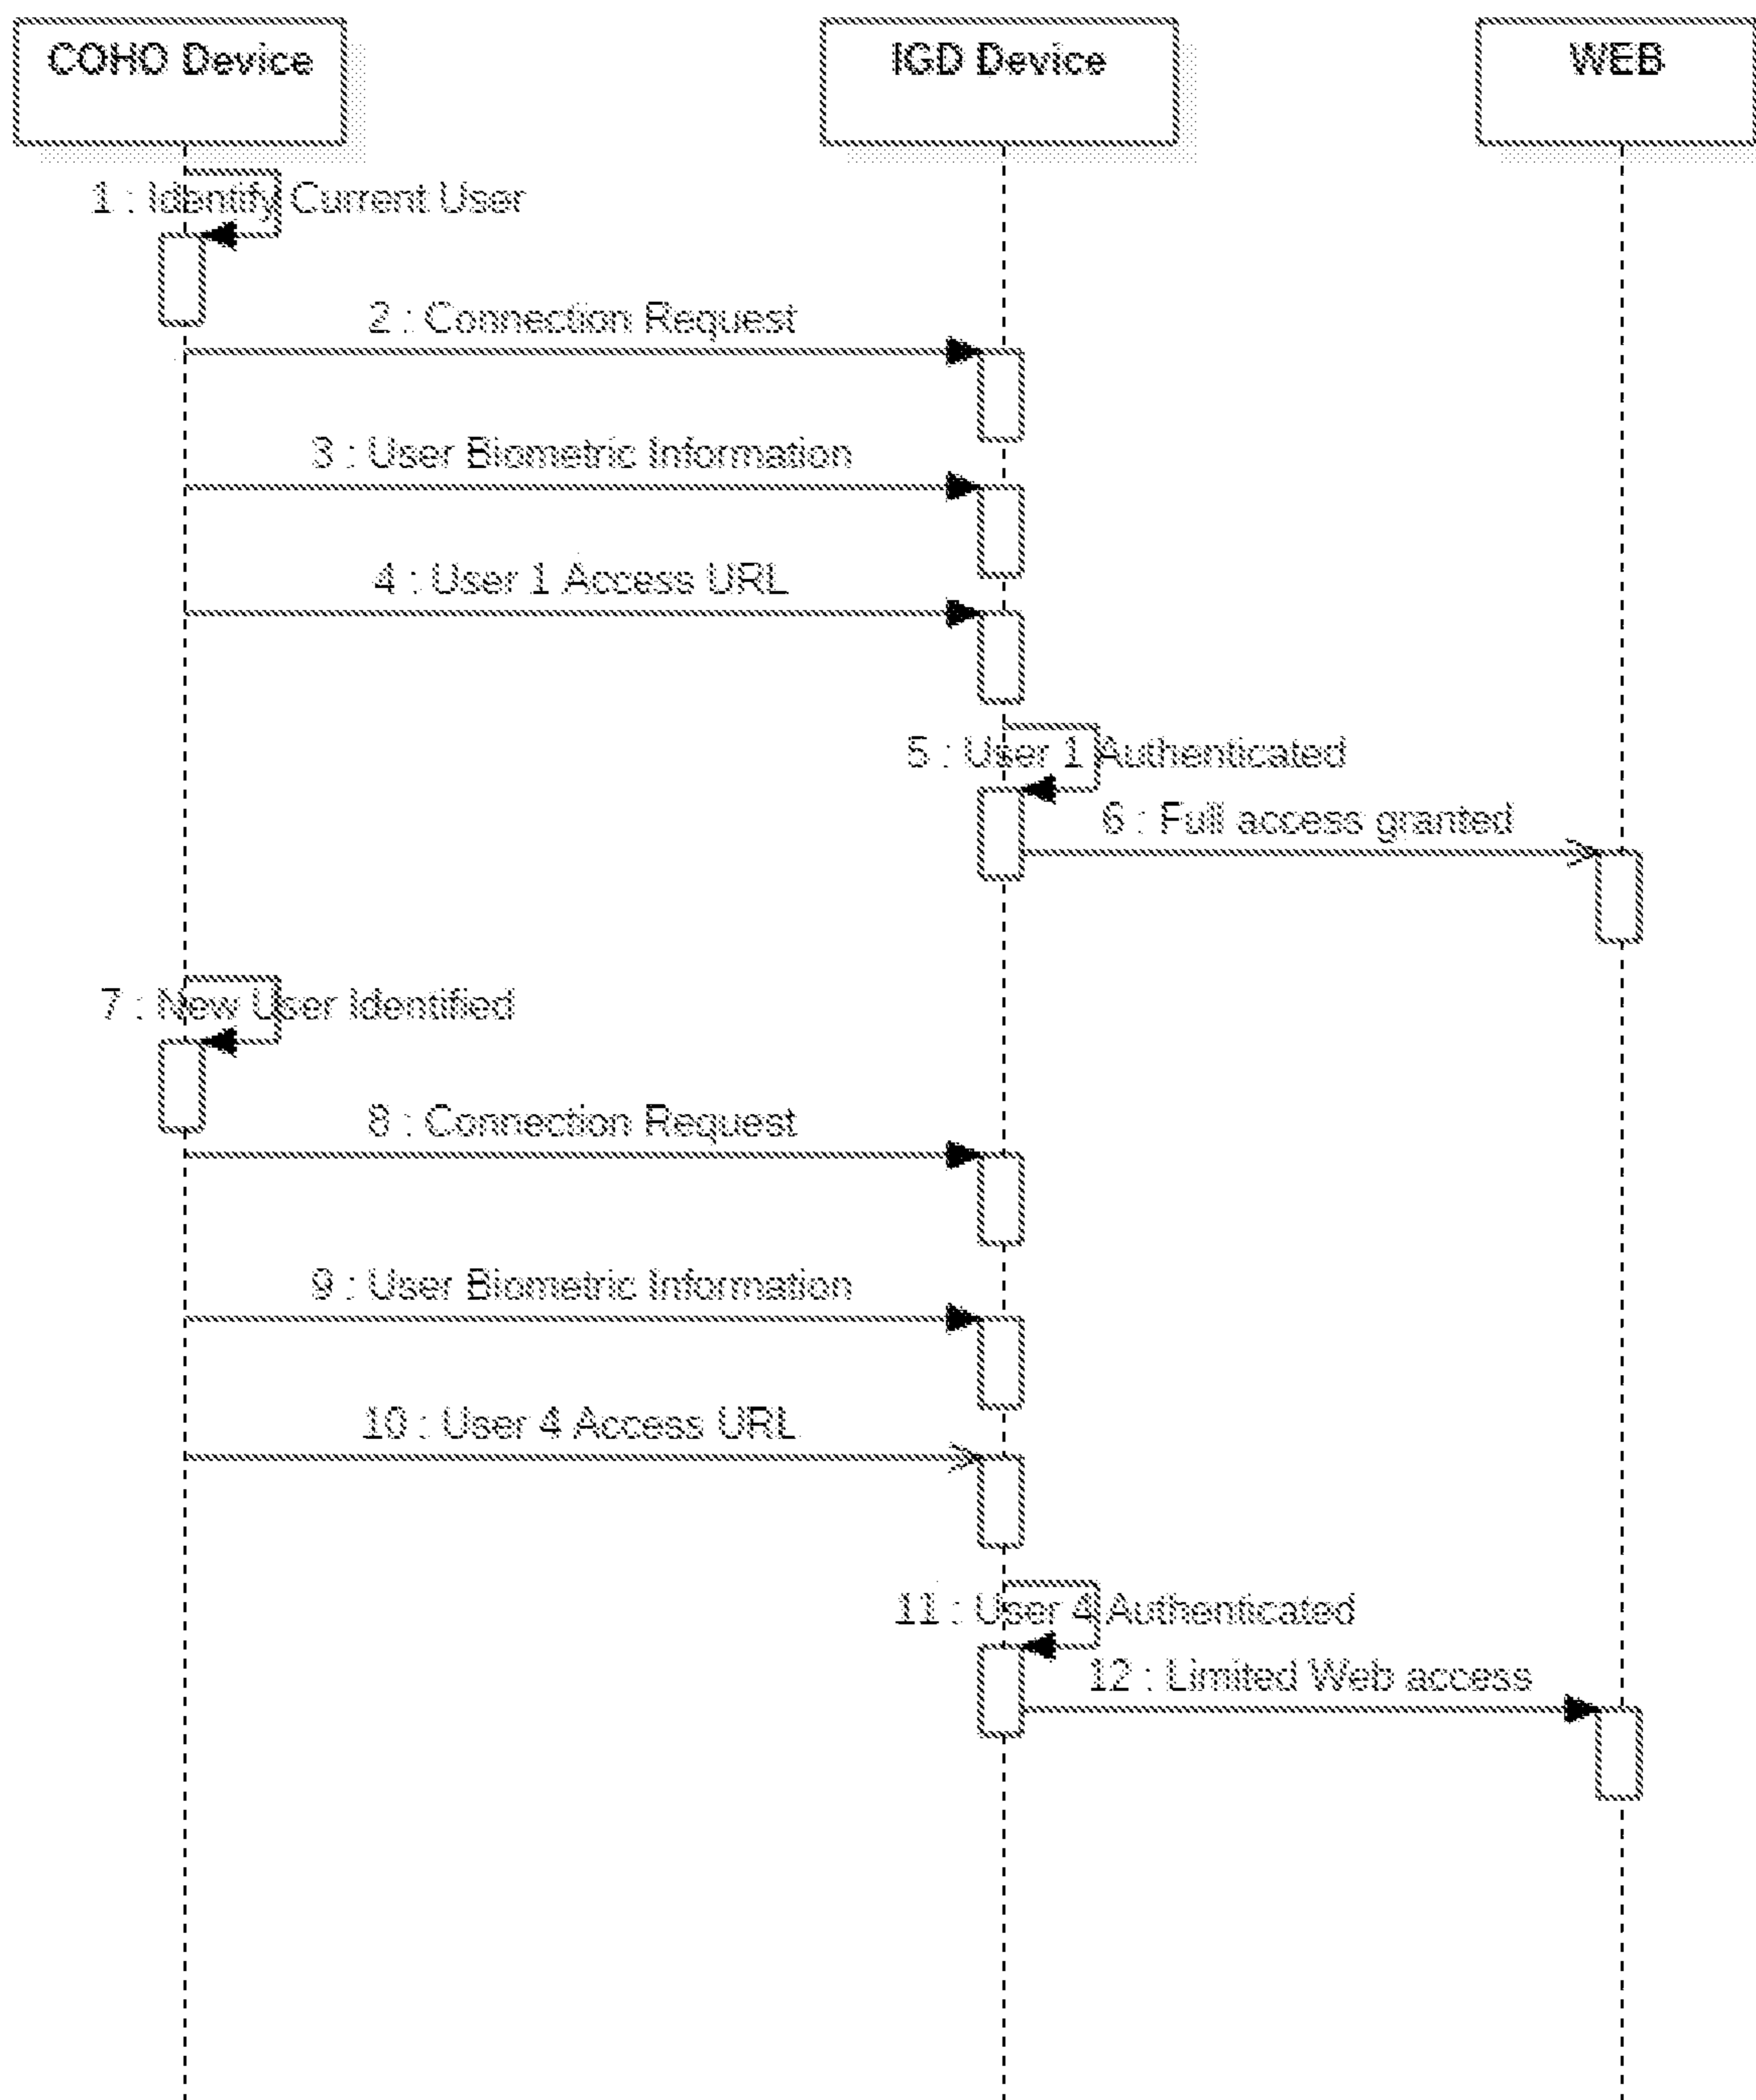 COHO Device
IGD Device
WEB
1 : Identify Current User
2 : Connection Request
3 : User Biometric Information
4 : User 1 Access URL
5 : User 1 Authenticated
6 : Full access granted
7 : New User Identified
8 : Connection Request
9 : User Biometric Information
10 : User 4 Access URL
11 : User 4 Authenticated
12 : Limited Web access